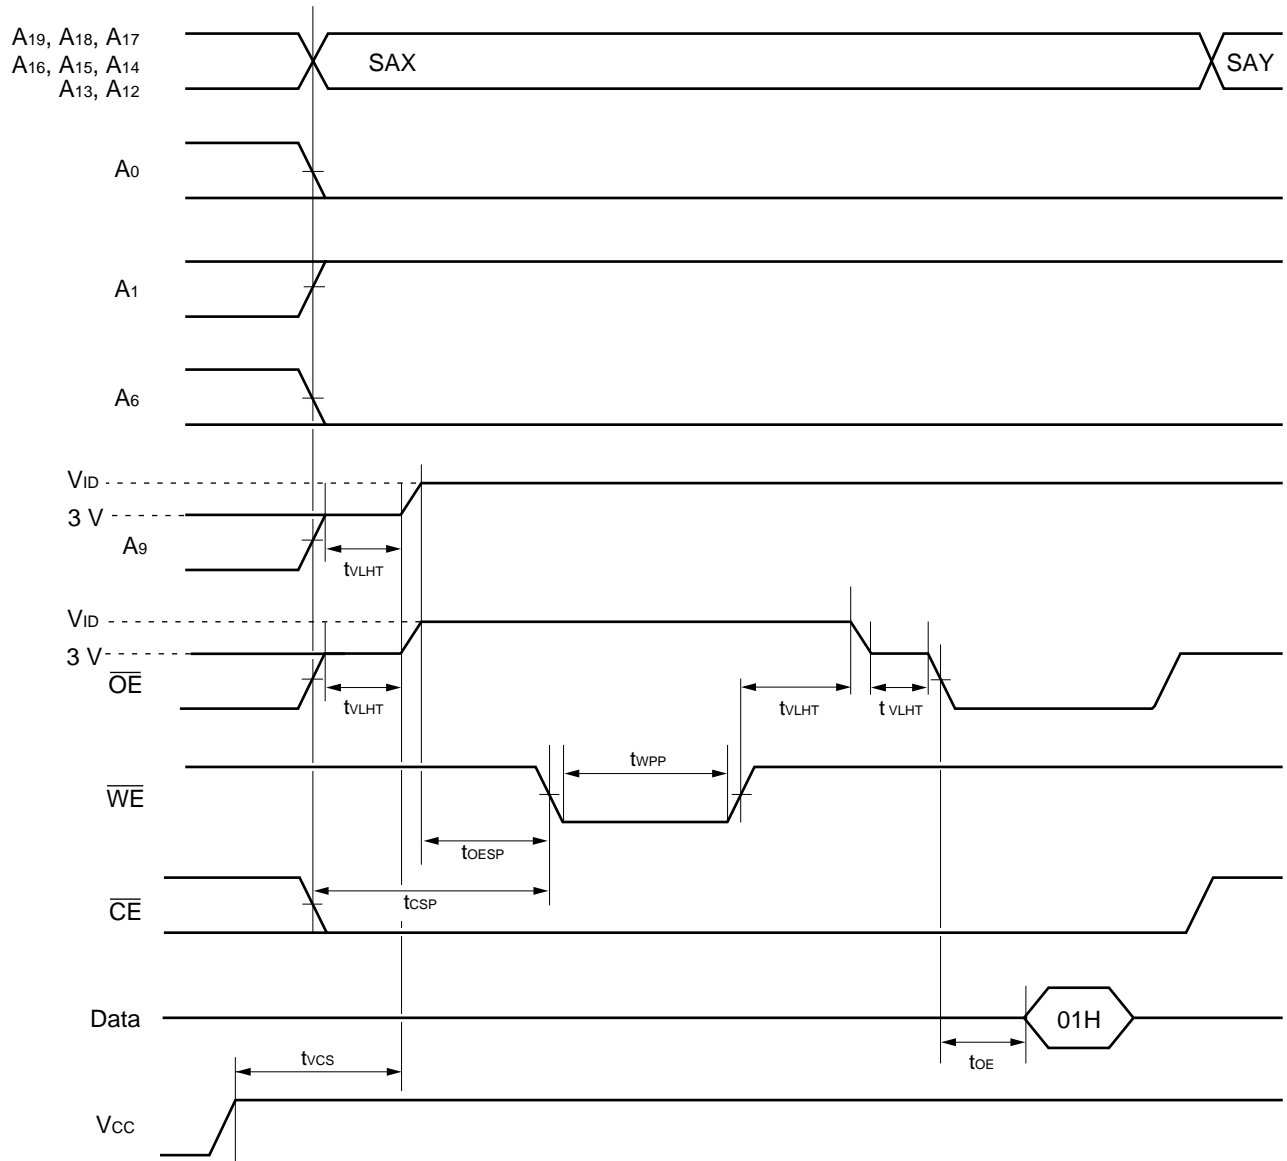 A19, A18, A17
A16, A15, A14
A13, A12
SAX
SAY
A0
A1
A6
VID
3 V
A9
tVLHT
VID
3 V
OE
tVLHT
tVLHT
t VLHT
tWPP
WE
tOESP
tCSP
CE
Data
01H
tOE
tVCS
VCC